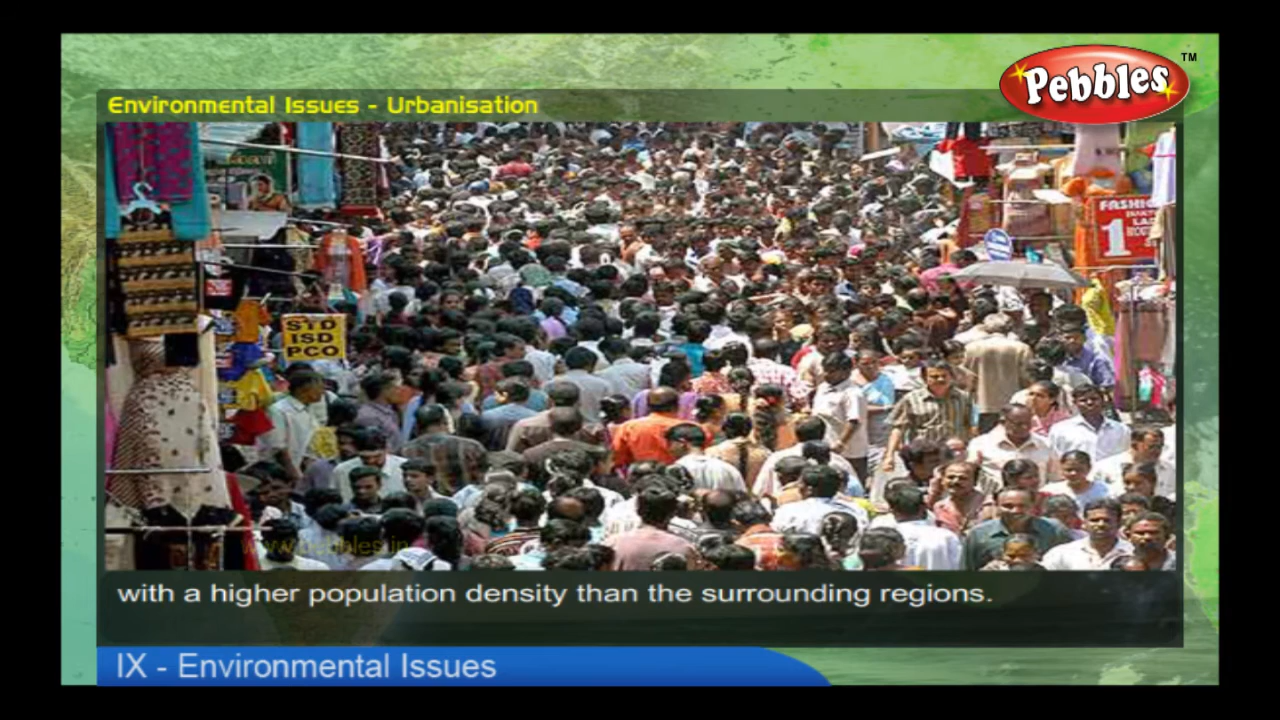 Pebbles
TM
Environmental Issues - Urbanisation
FASHION
1
STD
ISD
PCO
www.pebbles.in
with a higher population density than the surrounding regions.
IX - Environmental Issues